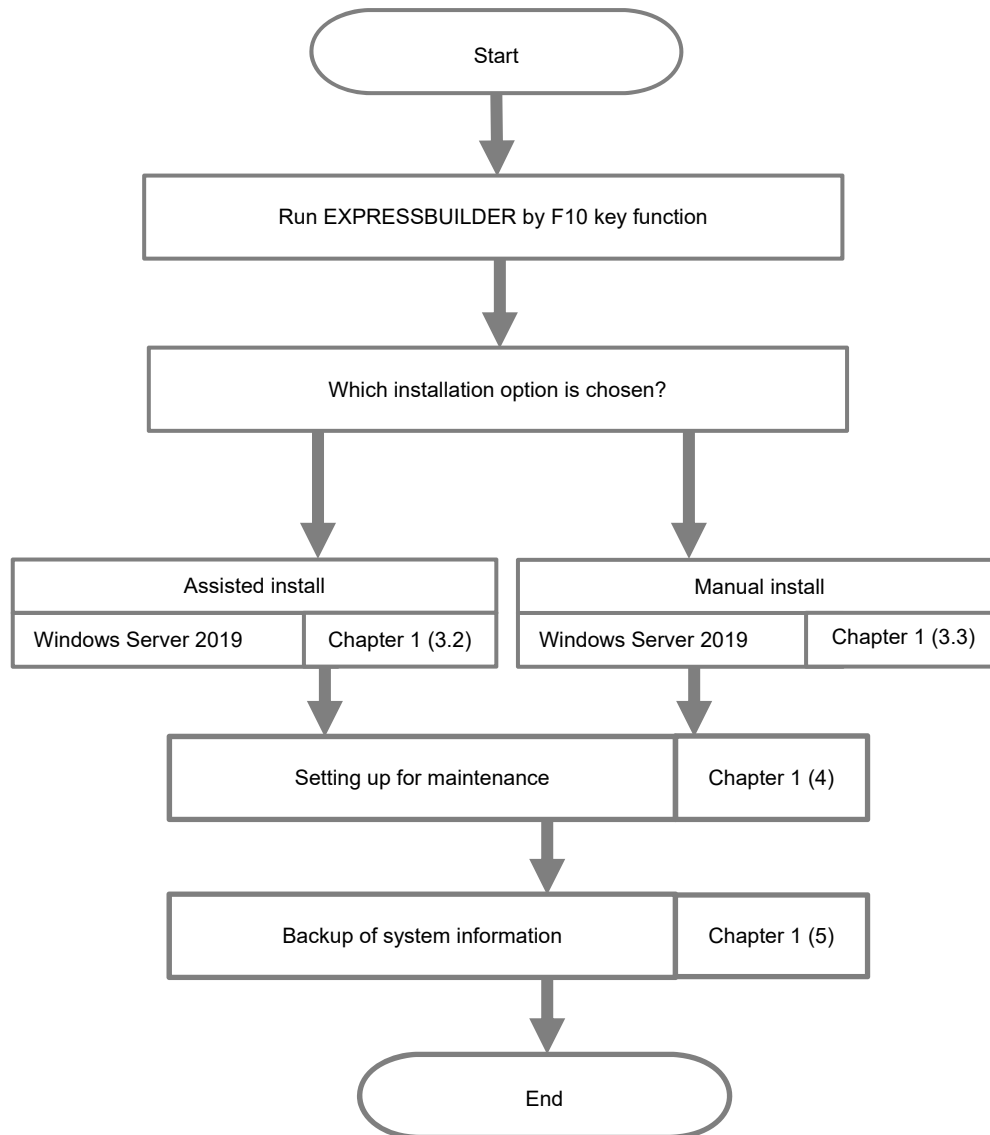 Start
Run EXPRESSBUILDER by F10 key function
Which installation option is chosen?
Assisted install
Windows Server 2019
Chapter 1 (3.2)
Manual install
Windows Server 2019
Chapter 1 (3.3)
Setting up for maintenance
Chapter 1 (4)
Backup of system information
Chapter 1 (5)
End